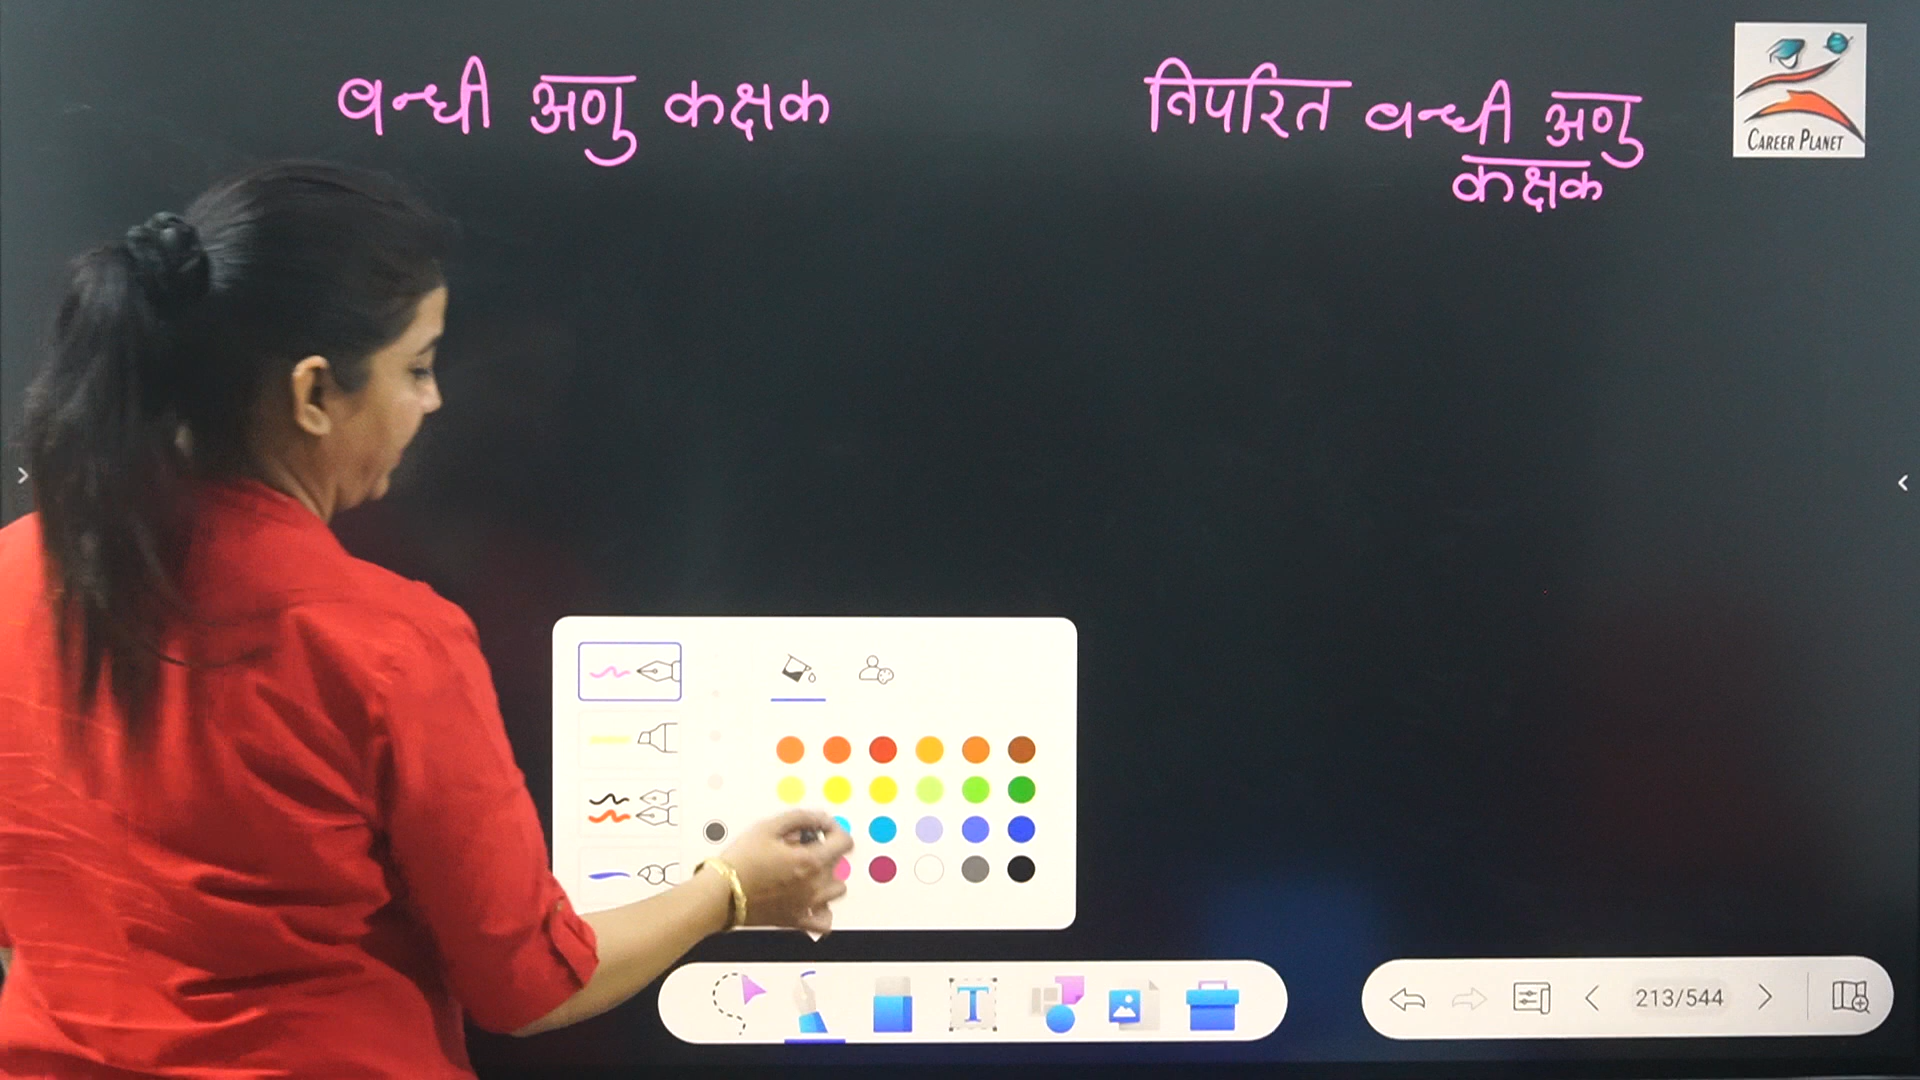 बन्धी अणु कक्षक
विपरित बन्धी अणु
कक्षक
CAREER PLANET
T
213/544